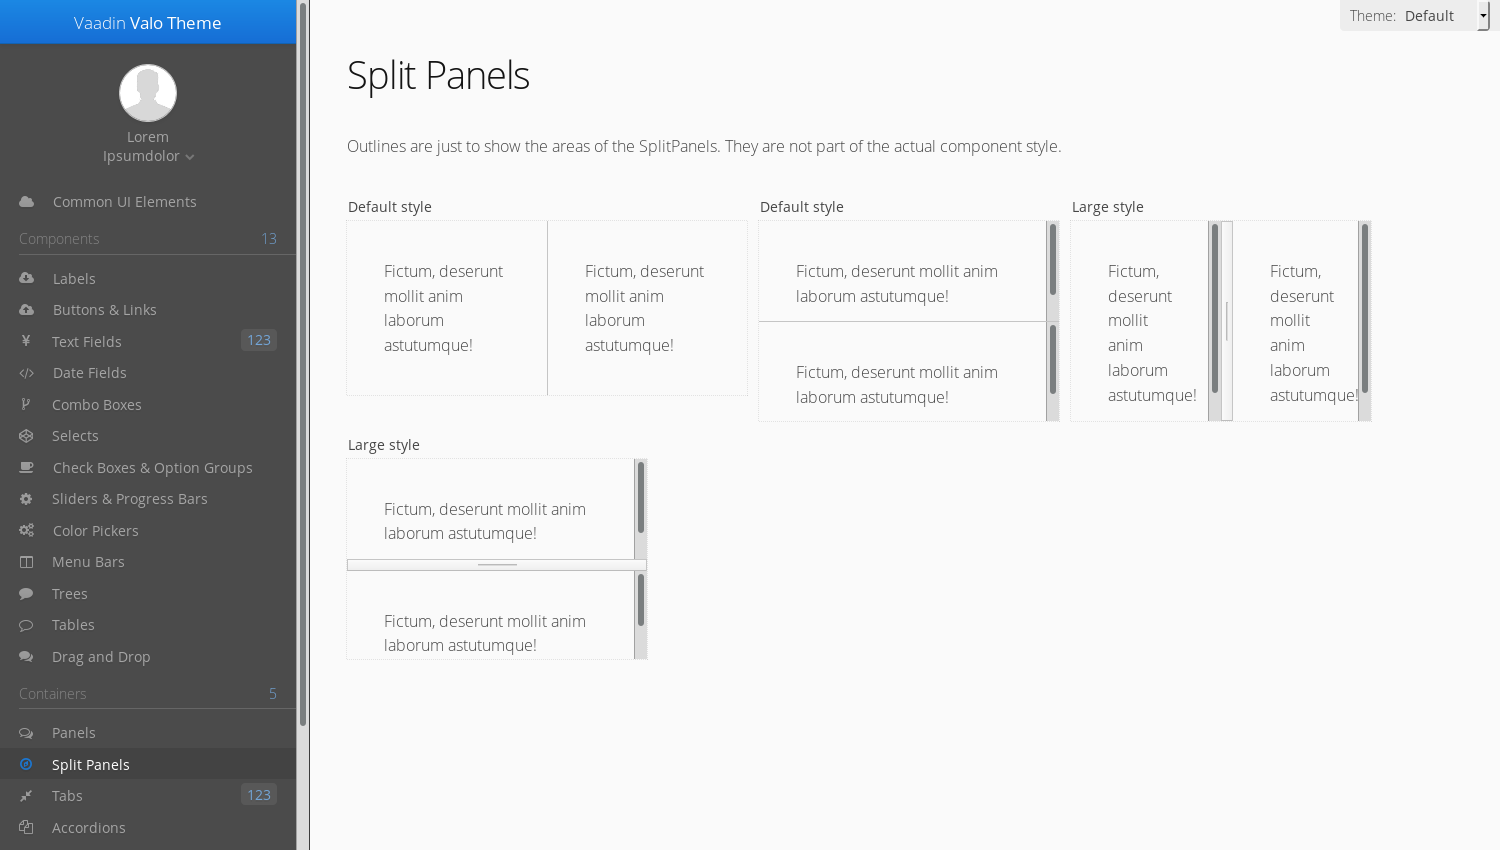 Vaadin Valo Theme
Lorem
Ipsumdolor
Common UI Elements
Components 13
Labels
Buttons & Links
Text Fields 123
Date Fields
Combo Boxes
Selects
Check Boxes & Option Groups
Sliders & Progress Bars
Color Pickers
Menu Bars
Trees
Tables
Drag and Drop
Containers 5
Panels
Split Panels
Tabs 123
Accordions
Theme: Default
Split Panels
Outlines are just to show the areas of the SplitPanels. They are not part of the actual component style.
Default style
Fictum, deserunt
mollit anim
laborum
astutumque!
Fictum, deserunt
mollit anim
laborum
astutumque!
Default style
Fictum, deserunt mollit anim
laborum astutumque!
Fictum, deserunt mollit anim
laborum astutumque!
Large style
Fictum,
deserunt
mollit
anim
laborum
astutumque!
Fictum,
deserunt
mollit
anim
laborum
astutumque!
Large style
Fictum, deserunt mollit anim
laborum astutumque!
Fictum, deserunt mollit anim
laborum astutumque!